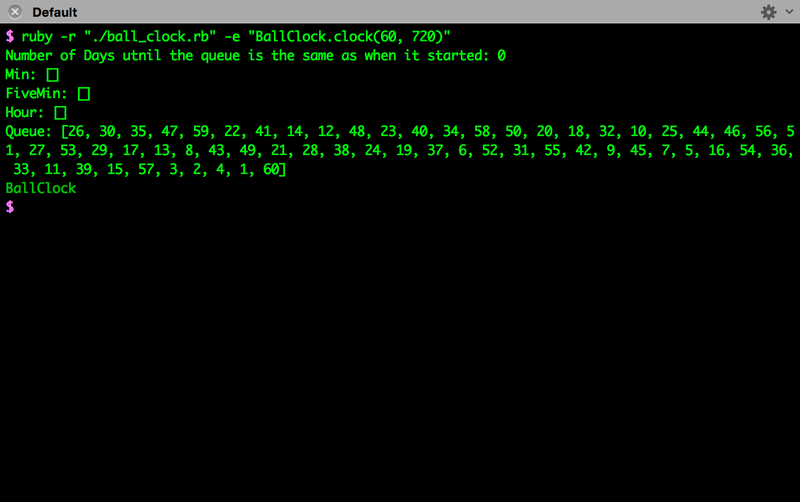 Default
$ ruby -r "./ball_clock.rb" -e "BallClock.clock(60, 720)"
Number of Days utnil the queue is the same as when it started: 0
Min: []
FiveMin: []
Hour: []
Queue: [26, 30, 35, 47, 59, 22, 41, 14, 12, 48, 23, 40, 34, 58, 50, 20, 18, 32, 10, 25, 44, 46, 56, 5
1, 27, 53, 29, 17, 13, 8, 43, 49, 21, 28, 38, 24, 19, 37, 6, 52, 31, 55, 42, 9, 45, 7, 5, 16, 54, 36,
33, 11, 39, 15, 57, 3, 2, 4, 1, 60]
BallClock
$